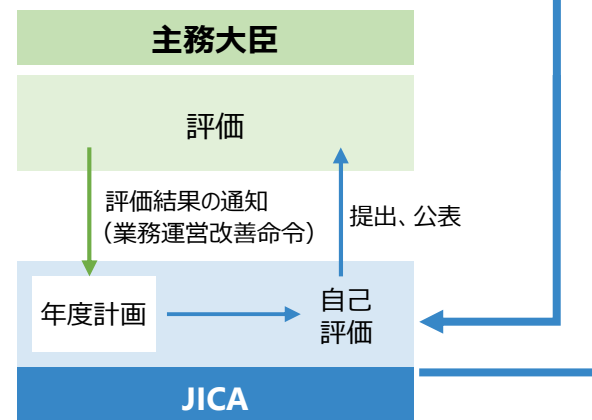 主務大臣
評価
評価結果の通知
（業務運営改善命令）
提出、公表
年度計画
自己
評価
JICA